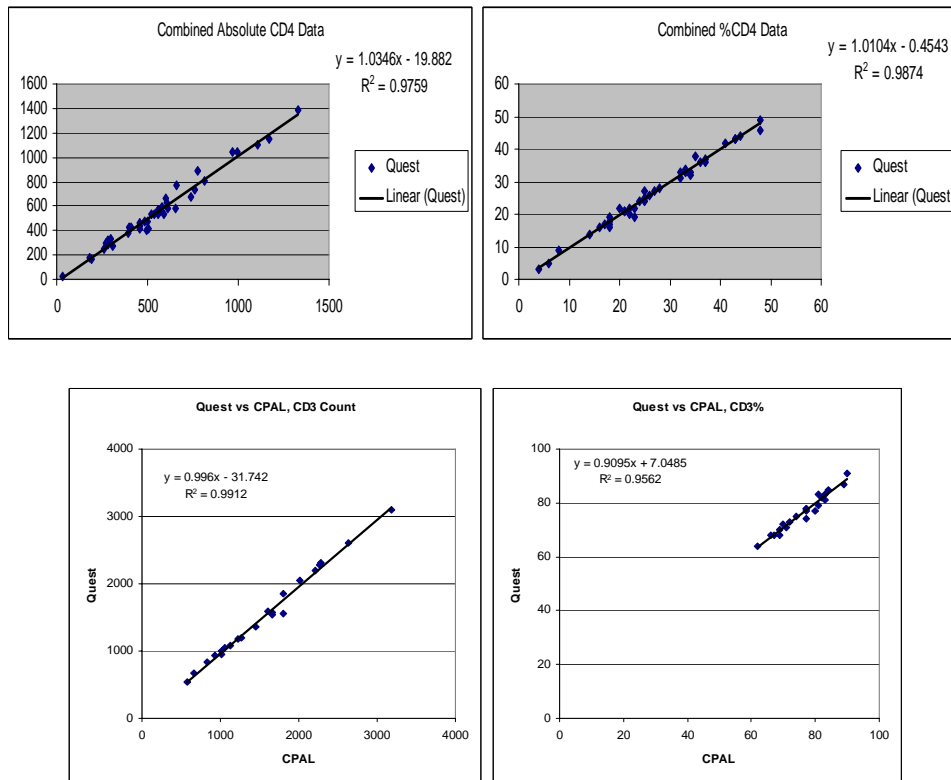 Combined Absolute CD4 Data
y = 1.0346x - 19.882
R² = 0.9759
1600
1400
1200
1000
800
600
400
200
0
0 500 1000 1500
Quest
Linear (Quest)
Combined %CD4 Data
y = 1.0104x - 0.4543
R² = 0.9874
60
50
40
30
20
10
0
0 10 20 30 40 50 60
Quest
Linear (Quest)
Quest vs CPAL, CD3 Count
4000
y = 0.996x - 31.742
R² = 0.9912
3000
Quest
2000
1000
0
0 1000 2000 3000 4000
CPAL
Quest vs CPAL, CD3%
100
y = 0.9095x + 7.0485
R² = 0.9562
80
60
Quest
40
20
0
0 20 40 60 80 100
CPAL